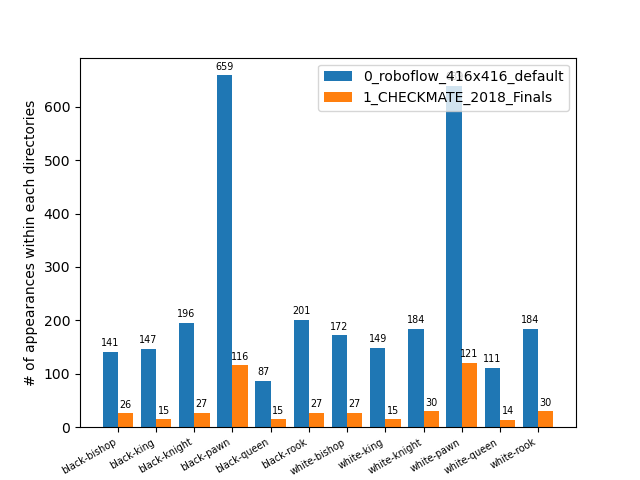 0_roboflow_416x416_default
1_CHECKMATE_2018_Finals
# of appearances within each directories
600
500
400
300
200
100
0
141
26
147
15
196
27
659
116
87
15
201
27
172
27
149
15
184
30
121
111
14
184
30
black-bishop
black-king
black-knight
black-pawn
black-queen
black-rook
white-bishop
white-king
white-knight
white-pawn
white-queen
white-rook